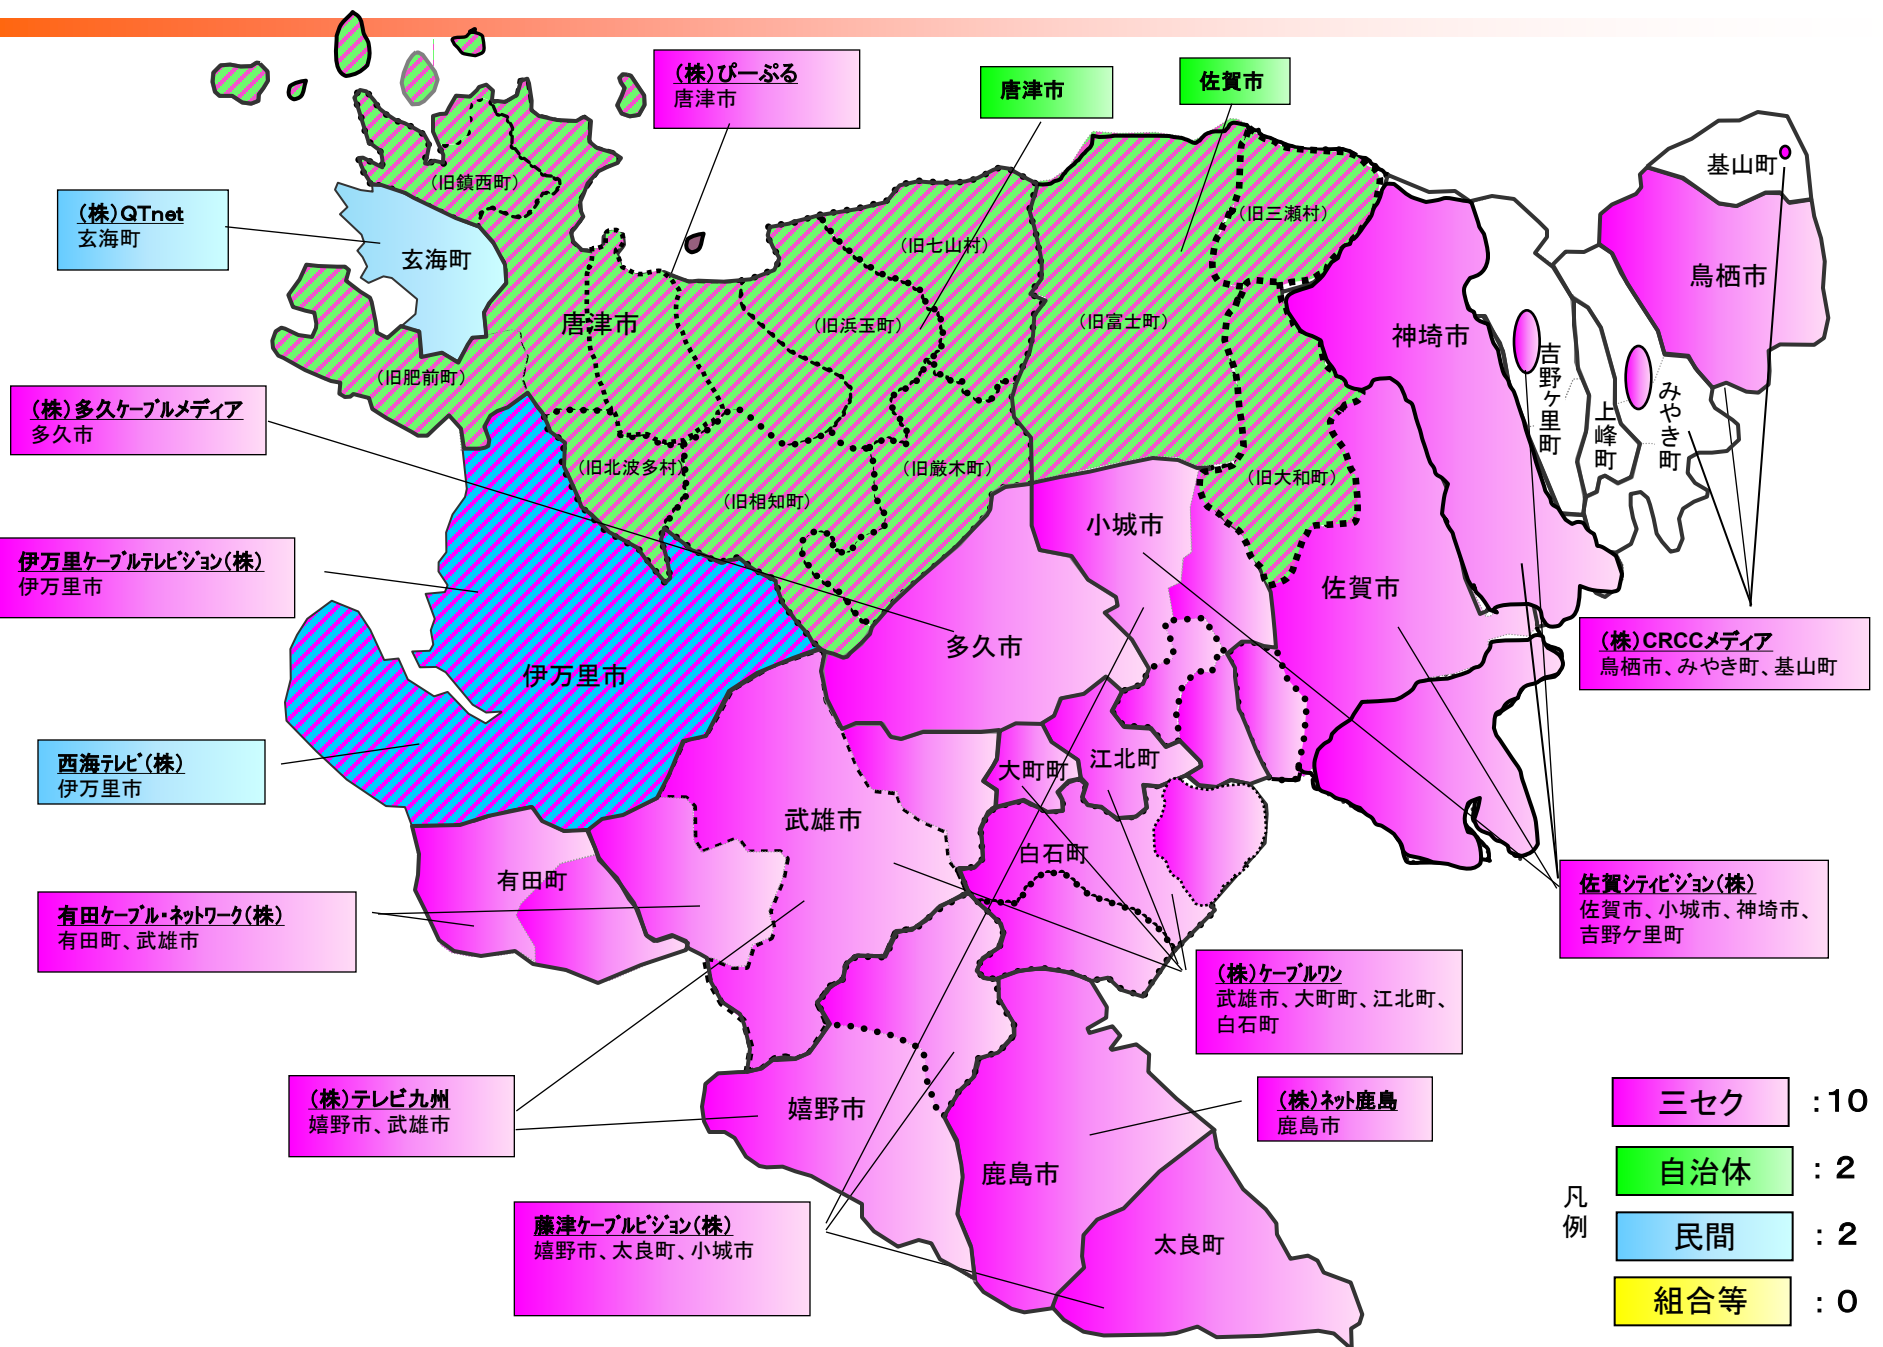 (株)ぴーぷる
唐津市
唐津市
佐賀市
(株)QTnet
玄海町
(株)多久ケーブルメディア
多久市
伊万里ケーブルテレビジョン(株)
伊万里市
西海テレビ(株)
伊万里市
有田ケーブル・ネットワーク(株)
有田町、武雄市
(株)テレビ九州
嬉野市、武雄市
藤津ケーブルビジョン(株)
嬉野市、太良町、小城市
(株)ネット鹿島
鹿島市
(株)ケーブルワン
武雄市、大町町、江北町、
白石町
佐賀シティビジョン(株)
佐賀市、小城市、神埼市、
吉野ケ里町
(株)CRCCメディア
鳥栖市、みやき町、基山町
(旧鎮西町)
玄海町
唐津市
(旧肥前町)
(旧七山村)
(旧浜玉町)
(旧北波多村)
(旧相知町)
(旧厳木町)
(旧三瀬村)
(旧富士町)
(旧大和町)
神埼市
吉野ヶ里町
上峰町
みやき町
基山町
鳥栖市
小城市
佐賀市
多久市
伊万里市
有田町
武雄市
大町町
江北町
白石町
嬉野市
鹿島市
太良町
凡例
三セク :10
自治体 :2
民間 :2
組合等 :0